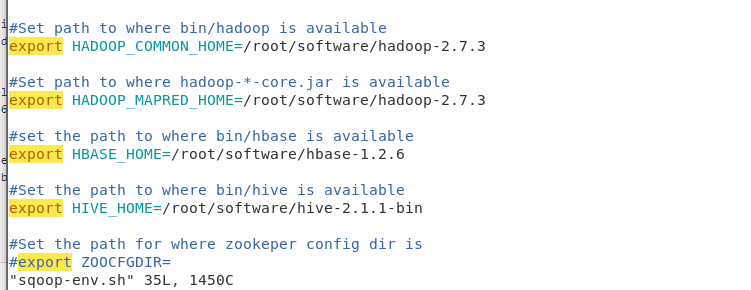 #Set path to where bin/hadoop is available
export HADOOP_COMMON_HOME=/root/software/hadoop-2.7.3
#Set path to where hadoop-*-core.jar is available
export HADOOP_MAPRED_HOME=/root/software/hadoop-2.7.3
#set the path to where bin/hbase is available
export HBASE_HOME=/root/software/hbase-1.2.6
#Set the path to where bin/hive is available
export HIVE_HOME=/root/software/hive-2.1.1-bin
#Set the path for where zookeper config dir is
#export ZOOCFGDIR=
"sqoop-env.sh" 35L, 1450C